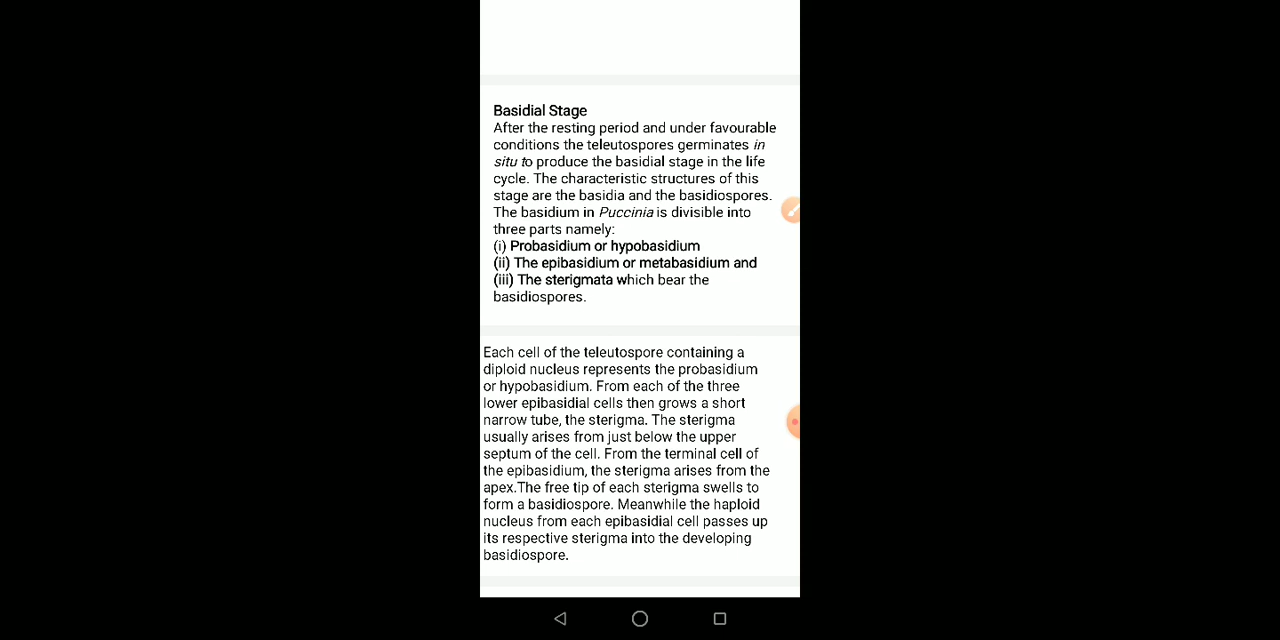 Basidial Stage
After the resting period and under favourable
conditions the teleutospores germinates in
situ to produce the basidial stage in the life
cycle. The characteristic structures of this
stage are the basidia and the basidiospores.
The basidium in Puccinia is divisible into
three parts namely:
(i) Probasidium or hypobasidium
(ii) The epibasidium or metabasidium and
(iii) The sterigmata which bear the
basidiospores.
Each cell of the teleutospore containing a
diploid nucleus represents the probasidium
or hypobasidium. From each of the three
lower epibasidial cells then grows a short
narrow tube, the sterigma. The sterigma
usually arises from just below the upper
septum of the cell. From the terminal cell of
the epibasidium, the sterigma arises from the
apex.The free tip of each sterigma swells to
form a basidiospore. Meanwhile the haploid
nucleus from each epibasidial cell passes up
its respective sterigma into the developing
basidiospore.